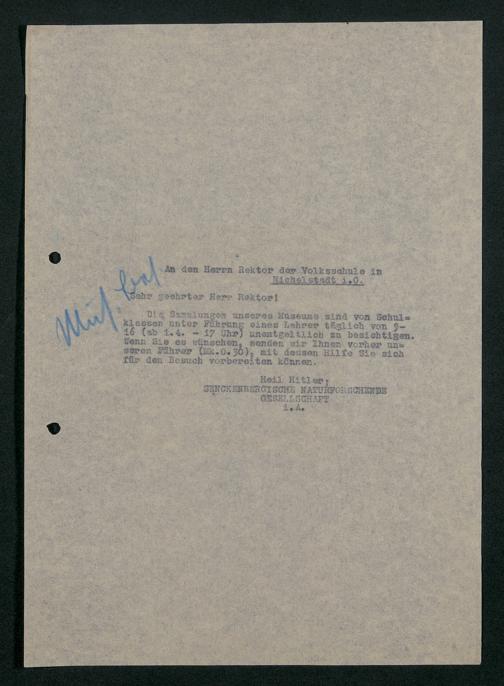 An den Herrn Rektor der Volksschule in
Michelstadt i.O.
Sehr geehrter Herr Rektor!
Die Sammlungen unseres Museums sind von Schul=
klassen unter Führung eines Lehrer täglich von 9-
16 (ab 1.4. - 17 Uhr) unentgeltlich zu besichtigen.
Wenn Sie es wünschen, senden wir Ihnen vorher un=
seren Führer (Mk.0.30), mit dessen Hilfe Sie sich
für den Besuch vorbereiten können.
Heil Hitler,
SENCKENBERGISCHE NATURFORSCHENDE
GESELLSCHAFT
i.A.